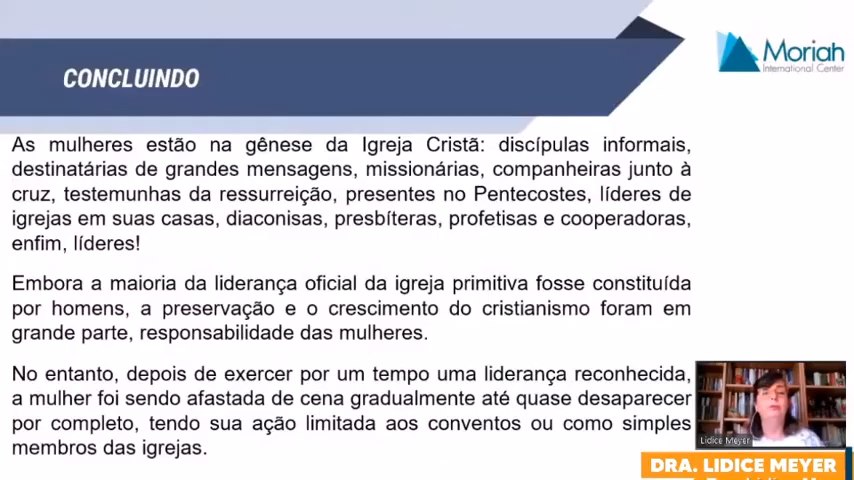 CONCLUINDO
Moriah
International Center
As mulheres estão na gênese da Igreja Cristã: discípulas informais,
destinatárias de grandes mensagens, missionárias, companheiras junto à
cruz, testemunhas da ressurreição, presentes no Pentecostes, líderes de
igrejas em suas casas, diaconisas, presbíteras, profetisas e cooperadoras,
enfim, líderes!
Embora a maioria da liderança oficial da igreja primitiva fosse constituída
por homens, a preservação e o crescimento do cristianismo foram em
grande parte, responsabilidade das mulheres.
No entanto, depois de exercer por um tempo uma liderança reconhecida,
a mulher foi sendo afastada de cena gradualmente até quase desaparecer
por completo, tendo sua ação limitada aos conventos ou como simples
membros das igrejas.
Lidice Meyer
DRA. LIDICE MEYER